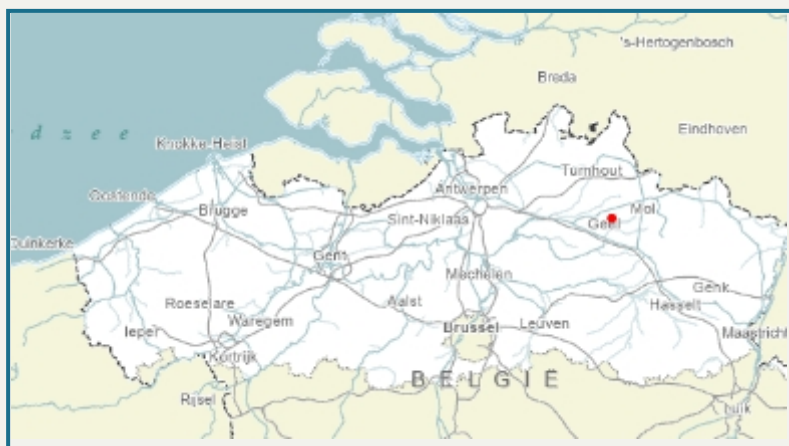 's-Hertogenbosch
Breda
Eindhoven
d z e e
Knokke-Heist
Turnhout
Antwerpen
Oostende
Brugge
Sint-Niklaas
Mol
Geel
Duinkerke
Gent
Mechelen
Genk
Roeselare
Aalst
Hasselt
Waregem
Brussel
Leuven
Ieper
Maastricht
Kortrijk
BELGIË
Rijsel
Luik